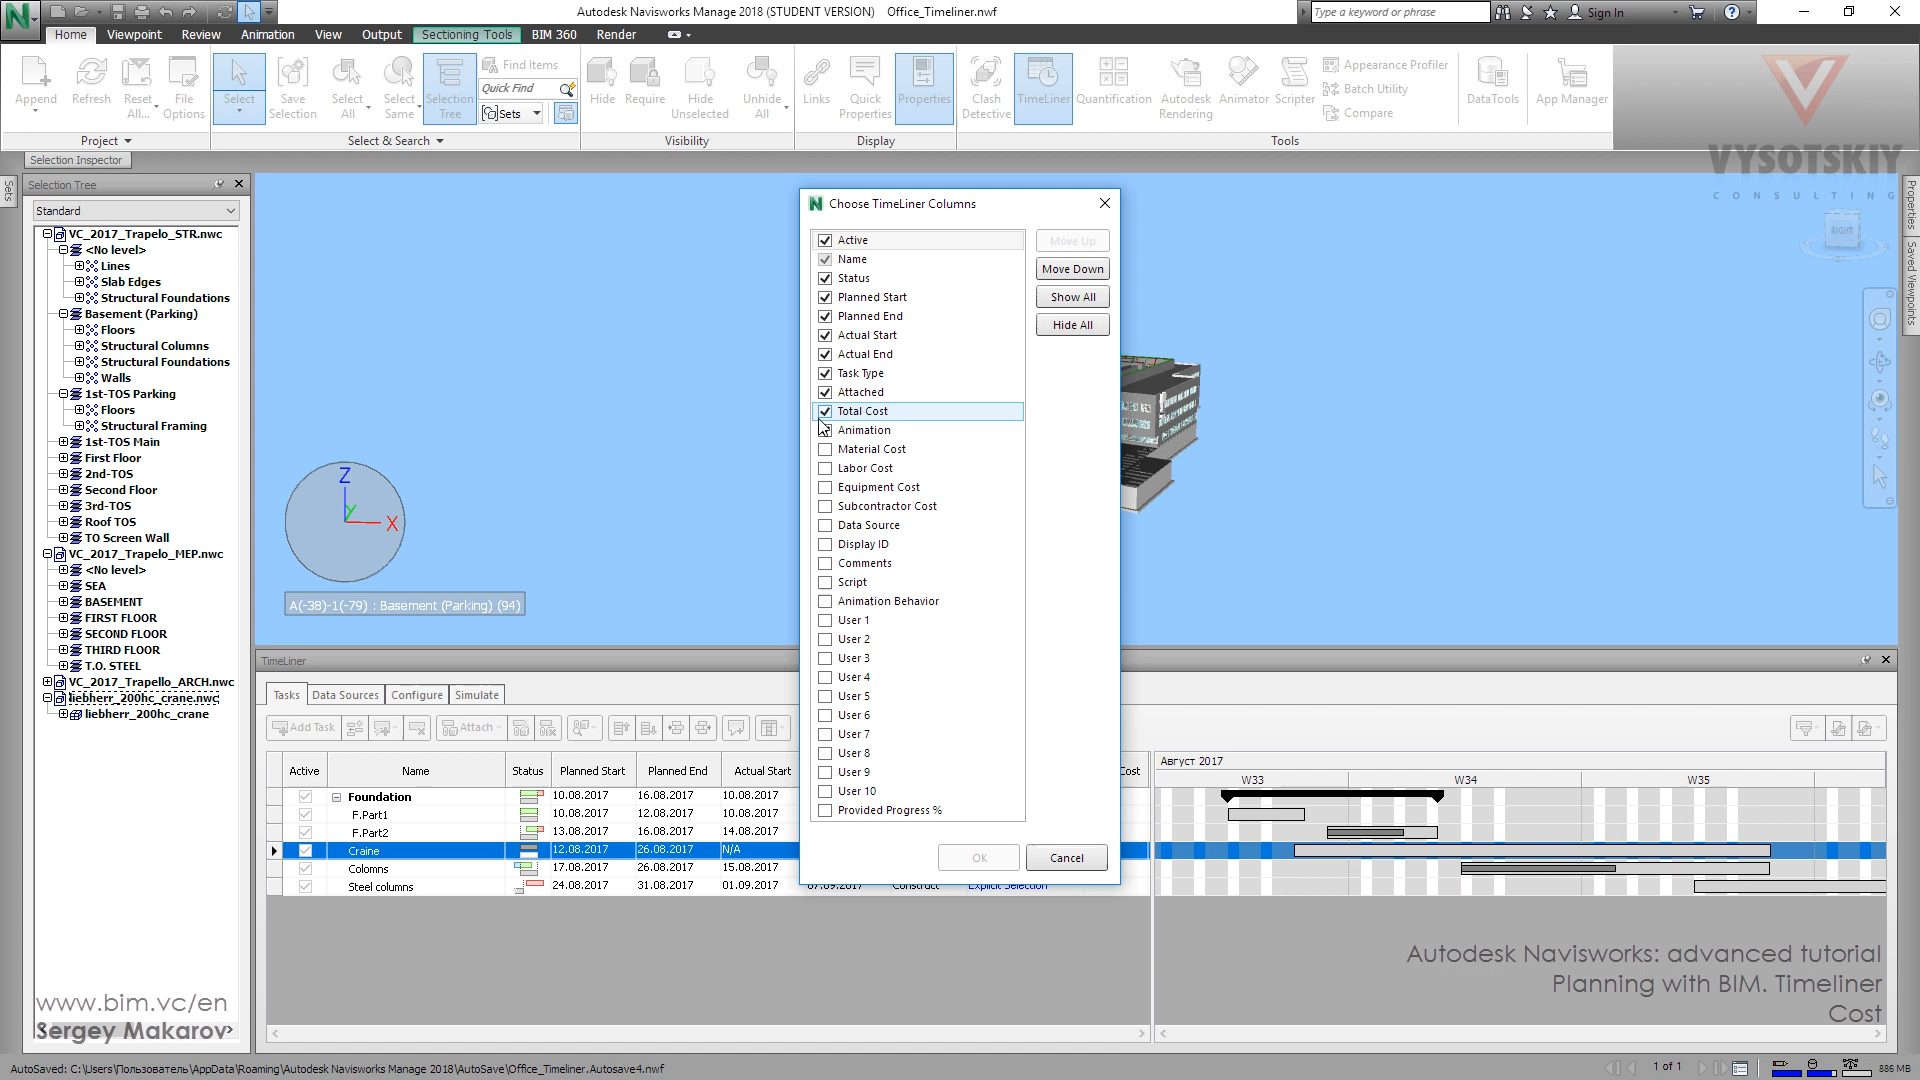 Autodesk Navisworks Manage 2018 (STUDENT VERSION) Office_Timeliner.nwf
Type a keyword or phrase
Sign In
Home Viewpoint Review Animation View Output Sectioning Tools BIM 360 Render
Append
Refresh
Reset All...
File Options
Select
Save Selection
Select All
Select Same
Selection Tree
Find Items
Quick Find
Sets
Hide
Require
Hide Unselected
Unhide All
Links
Quick Properties
Properties
Clash Detective
TimeLiner
Quantification
Autodesk Rendering
Animator
Scripter
Appearance Profiler
Batch Utility
Compare
DataTools
App Manager
Project
Select & Search
Visibility
Display
Tools
VYSOTSKIY
CONSULTING
Selection Inspector
Sets
Selection Tree
Standard
VC_2017_Trapelo_STR.nwc
<No level>
Lines
Slab Edges
Structural Foundations
Basement (Parking)
Floors
Structural Columns
Structural Foundations
Walls
1st-TOS Parking
Floors
Structural Framing
1st-TOS Main
First Floor
2nd-TOS
Second Floor
3rd-TOS
Roof TOS
TO Screen Wall
VC_2017_Trapelo_MEP.nwc
<No level>
SEA
BASEMENT
FIRST FLOOR
SECOND FLOOR
THIRD FLOOR
T.O. STEEL
VC_2017_Trapello_ARCH.nwc
liebherr_200hc_crane.nwc
liebherr_200hc_crane
www.bim.vc/en
Sergey Makarov
Z
Y
X
A(-38)-1(-79) : Basement (Parking) (94)
RIGHT
Properties
Saved Viewpoints
Choose TimeLiner Columns
Active
Name
Status
Planned Start
Planned End
Actual Start
Actual End
Task Type
Attached
Total Cost
Animation
Material Cost
Labor Cost
Equipment Cost
Subcontractor Cost
Data Source
Display ID
Comments
Script
Animation Behavior
User 1
User 2
User 3
User 4
User 5
User 6
User 7
User 8
User 9
User 10
Provided Progress %
Move Up
Move Down
Show All
Hide All
OK
Cancel
TimeLiner
Tasks Data Sources Configure Simulate
Add Task
Attach
Active Name Status Planned Start Planned End Actual Start Cost
Foundation 10.08.2017 16.08.2017 10.08.2017
F.Part1 10.08.2017 12.08.2017 10.08.2017
F.Part2 13.08.2017 16.08.2017 14.08.2017
Craine 12.08.2017 26.08.2017 N/A
Colomns 17.08.2017 26.08.2017 15.08.2017
Steel columns 24.08.2017 31.08.2017 01.09.2017 07.09.2017 Construct Explicit Selection
Август 2017
W33 W34 W35
Autodesk Navisworks: advanced tutorial
Planning with BIM. Timeliner
Cost
AutoSaved: C:\Users\Пользователь\AppData\Roaming\Autodesk Navisworks Manage 2018\AutoSave\Office_Timeliner.Autosave4.nwf
1 of 1
886 MB